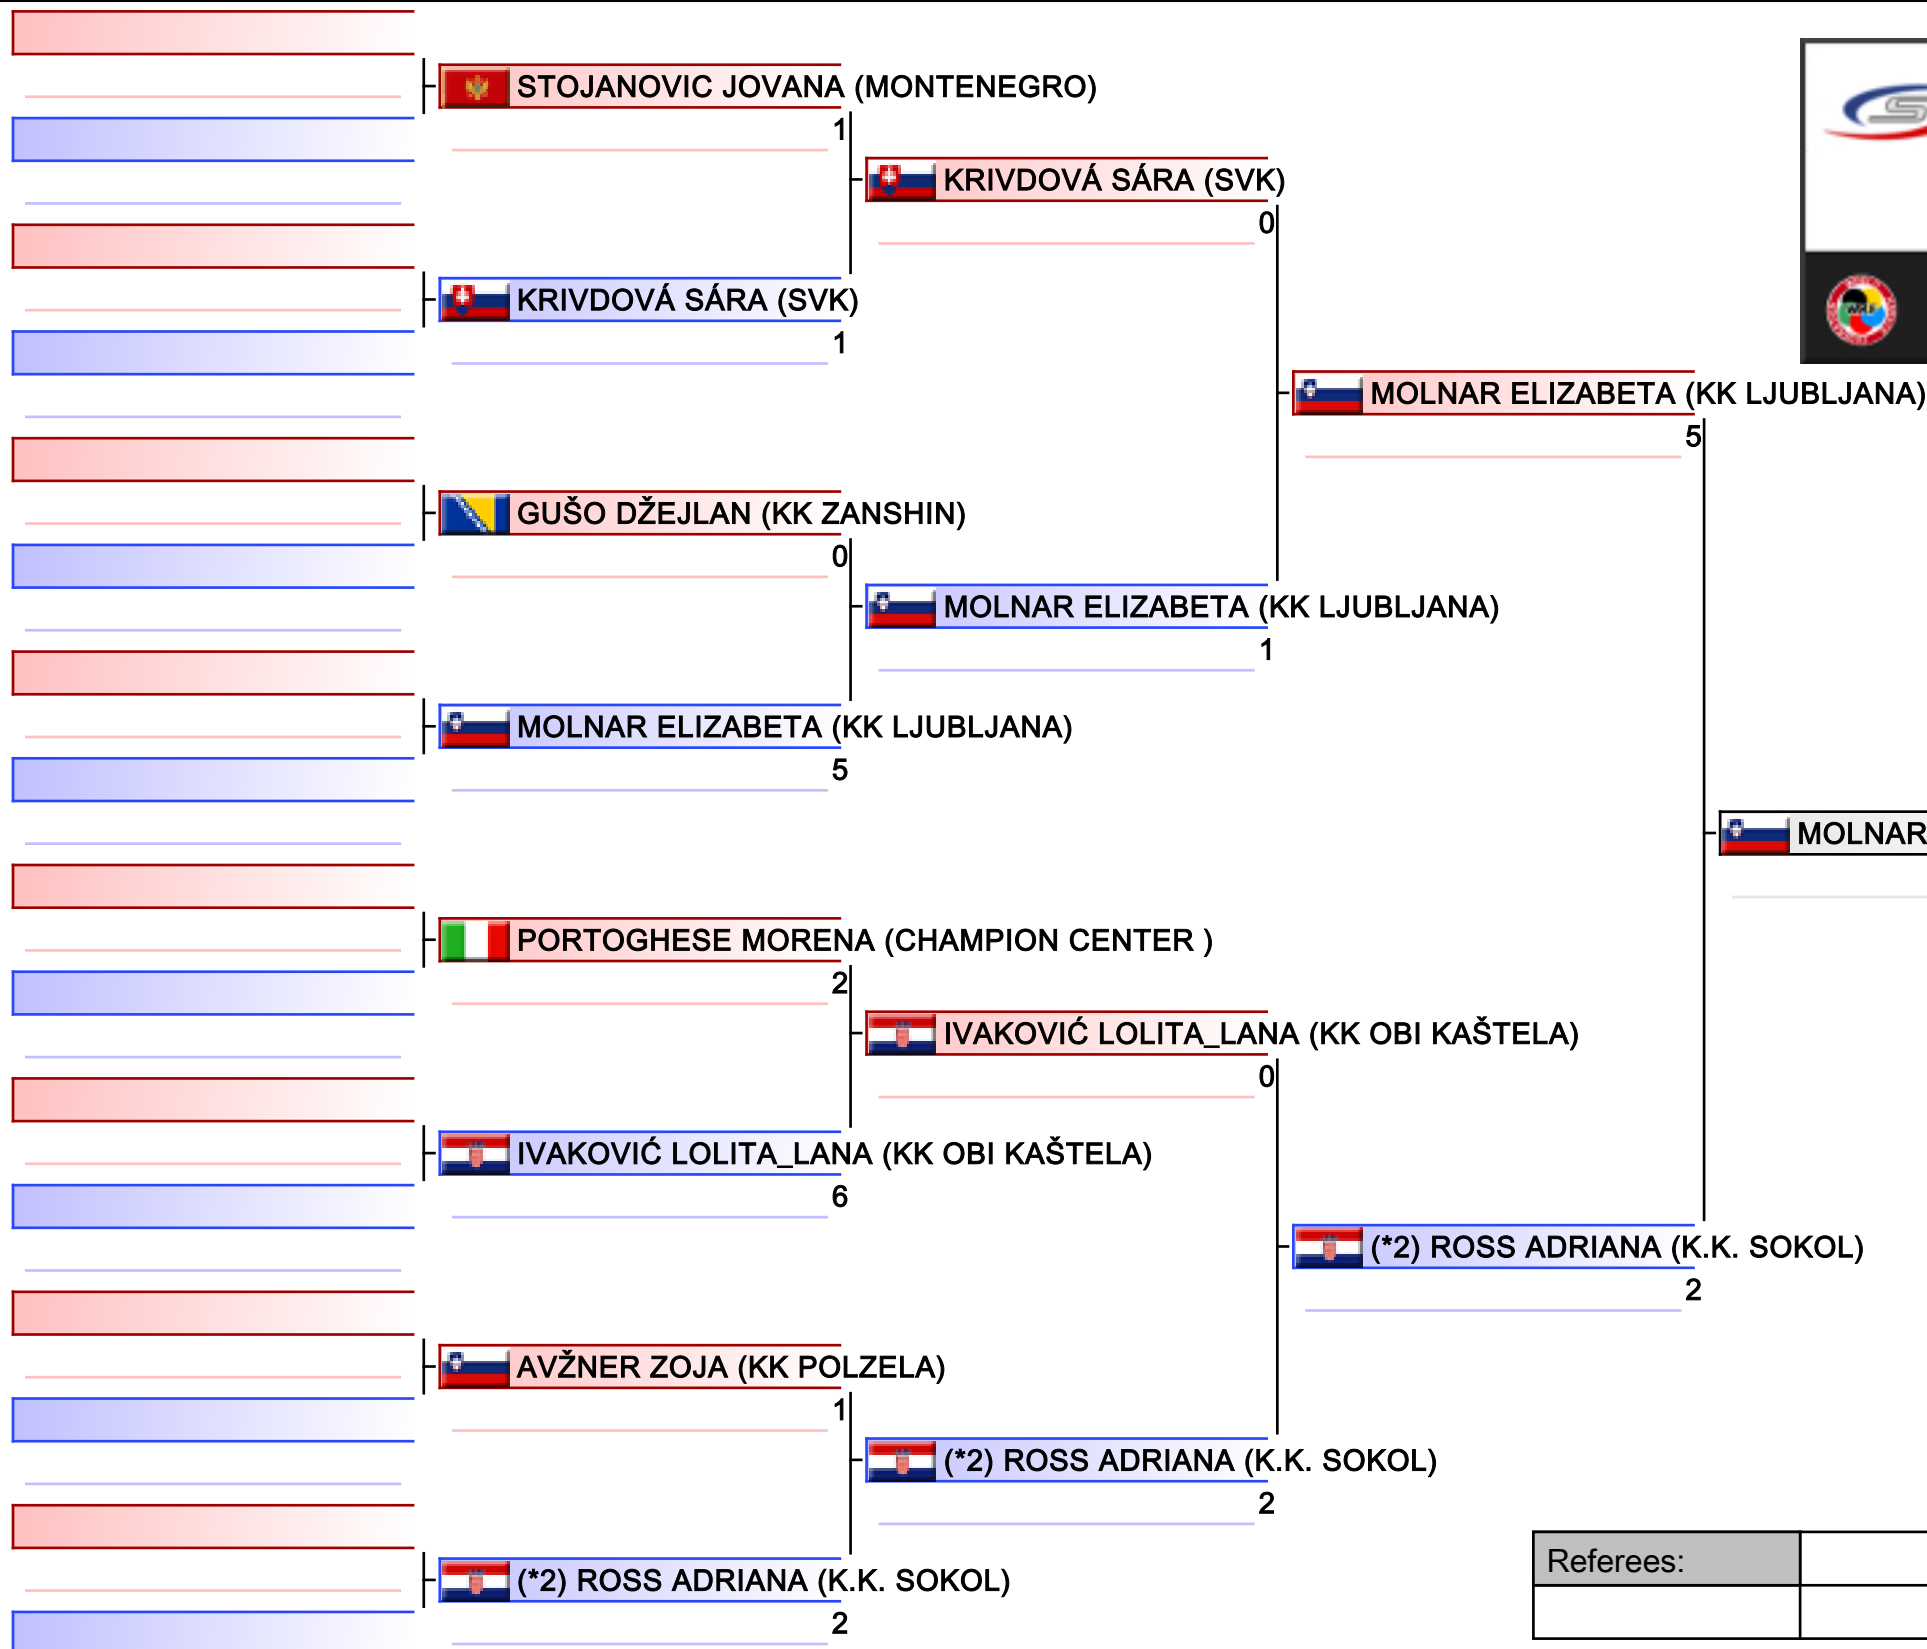 STOJANOVIC JOVANA (MONTENEGRO)
1
KRIVDOVÁ SÁRA (SVK)
0
KRIVDOVÁ SÁRA (SVK)
1
MOLNAR ELIZABETA (KK LJUBLJANA)
5
GUŠO DŽEJLAN (KK ZANSHIN)
0
MOLNAR ELIZABETA (KK LJUBLJANA)
1
MOLNAR ELIZABETA (KK LJUBLJANA)
5
MOLNAR
PORTOGHESE MORENA (CHAMPION CENTER )
2
IVAKOVIĆ LOLITA_LANA (KK OBI KAŠTELA)
0
IVAKOVIĆ LOLITA_LANA (KK OBI KAŠTELA)
6
(*2) ROSS ADRIANA (K.K. SOKOL)
2
AVŽNER ZOJA (KK POLZELA)
1
(*2) ROSS ADRIANA (K.K. SOKOL)
2
(*2) ROSS ADRIANA (K.K. SOKOL)
2
Referees: